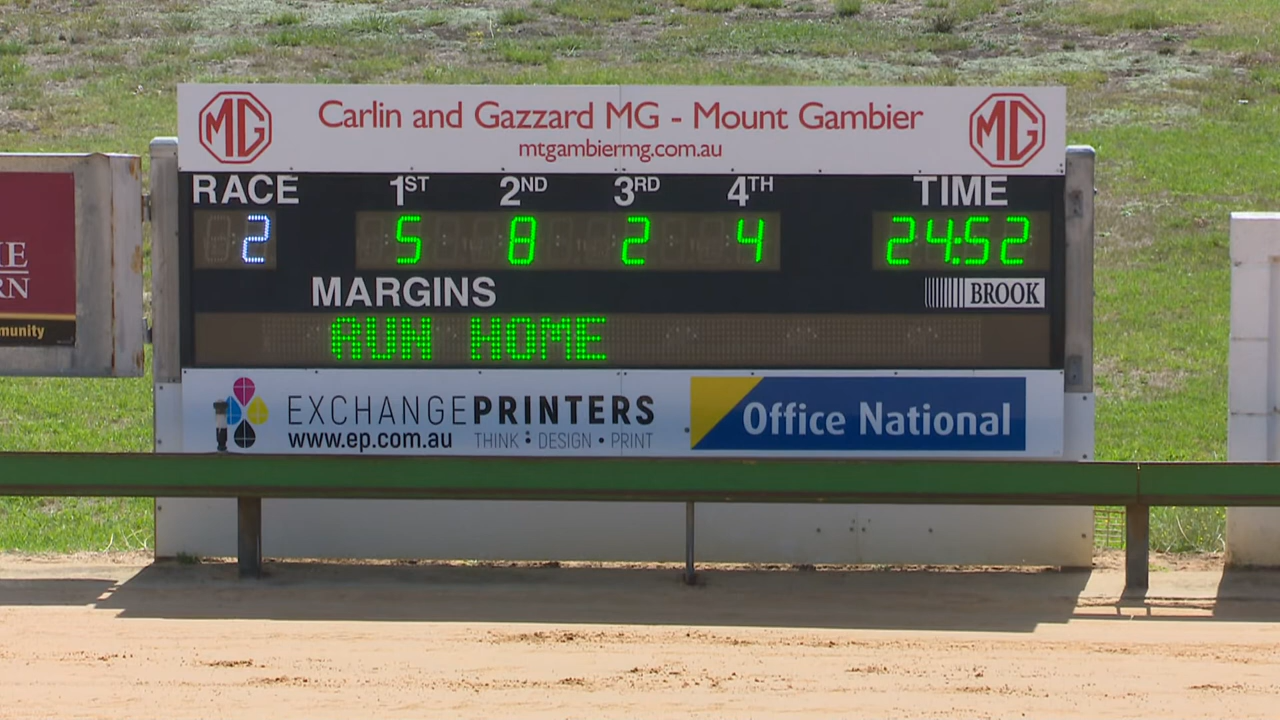 MG Carlin and Gazzard MG - Mount Gambier MG
mtgambiermg.com.au
RACE 1ST 2ND 3RD 4TH TIME
2 5 8 2 4 24:52
MARGINS BROOK
RUN HOME
EXCHANGEPRINTERS
www.ep.com.au THINK : DESIGN • PRINT
Office National
munity